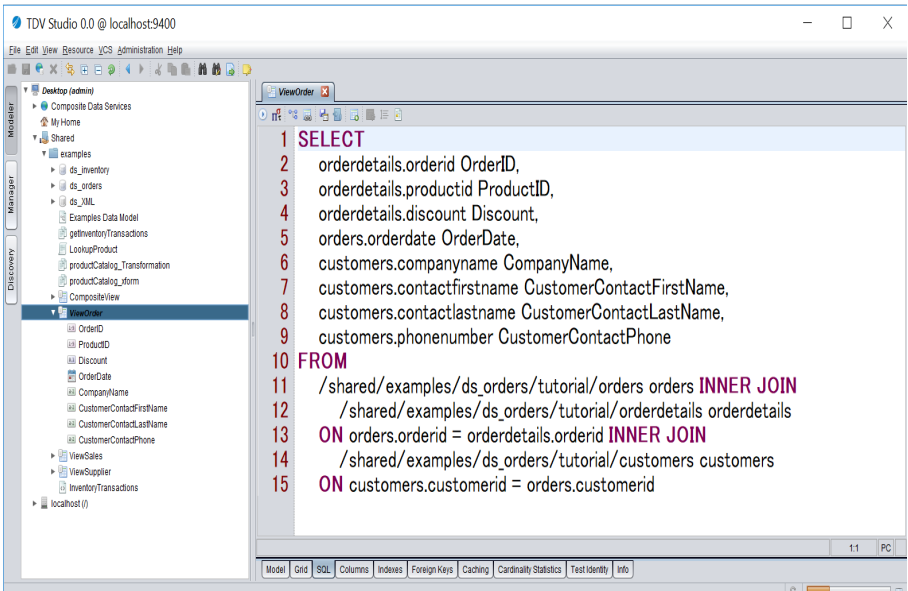 TDV Studio 0.0 @ localhost:9400
File Edit View Resource VCS Administration Help
Modeler
Manager
Discovery
Desktop (admin)
Composite Data Services
My Home
Shared
examples
ds_inventory
ds_orders
ds_XML
Examples Data Model
getInventoryTransactions
LookupProduct
productCatalog_Transformation
productCatalog_xform
CompositeView
ViewOrder
OrderID
ProductID
Discount
OrderDate
CompanyName
CustomerContactFirstName
CustomerContactLastName
CustomerContactPhone
ViewSales
ViewSupplier
InventoryTransactions
localhost (/)
ViewOrder
1 SELECT
2 orderdetails.orderid OrderID,
3 orderdetails.productid ProductID,
4 orderdetails.discount Discount,
5 orders.orderdate OrderDate,
6 customers.companyname CompanyName,
7 customers.contactfirstname CustomerContactFirstName,
8 customers.contactlastname CustomerContactLastName,
9 customers.phonenumber CustomerContactPhone
10 FROM
11 /shared/examples/ds_orders/tutorial/orders orders INNER JOIN
12 /shared/examples/ds_orders/tutorial/orderdetails orderdetails
13 ON orders.orderid = orderdetails.orderid INNER JOIN
14 /shared/examples/ds_orders/tutorial/customers customers
15 ON customers.customerid = orders.customerid
1:1 PC
Model Grid SQL Columns Indexes Foreign Keys Caching Cardinality Statistics Test Identity Info